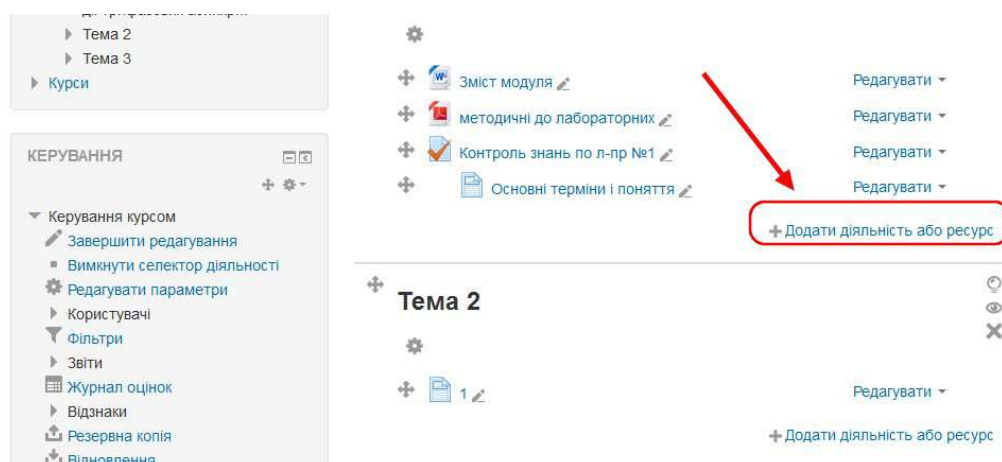 Тема 2
Тема 3
Курси
КЕРУВАННЯ
Керування курсом
Завершити редагування
Вимкнути селектор діяльності
Редагувати параметри
Користувачі
Фільтри
Звіти
Журнал оцінок
Відзнаки
Резервна копія
Відновлення
Зміст модуля Редагувати
методичні до лабораторних Редагувати
Контроль знань по л-пр №1 Редагувати
Основні терміни і поняття Редагувати
Додати діяльність або ресурс
Тема 2
1 Редагувати
Додати діяльність або ресурс